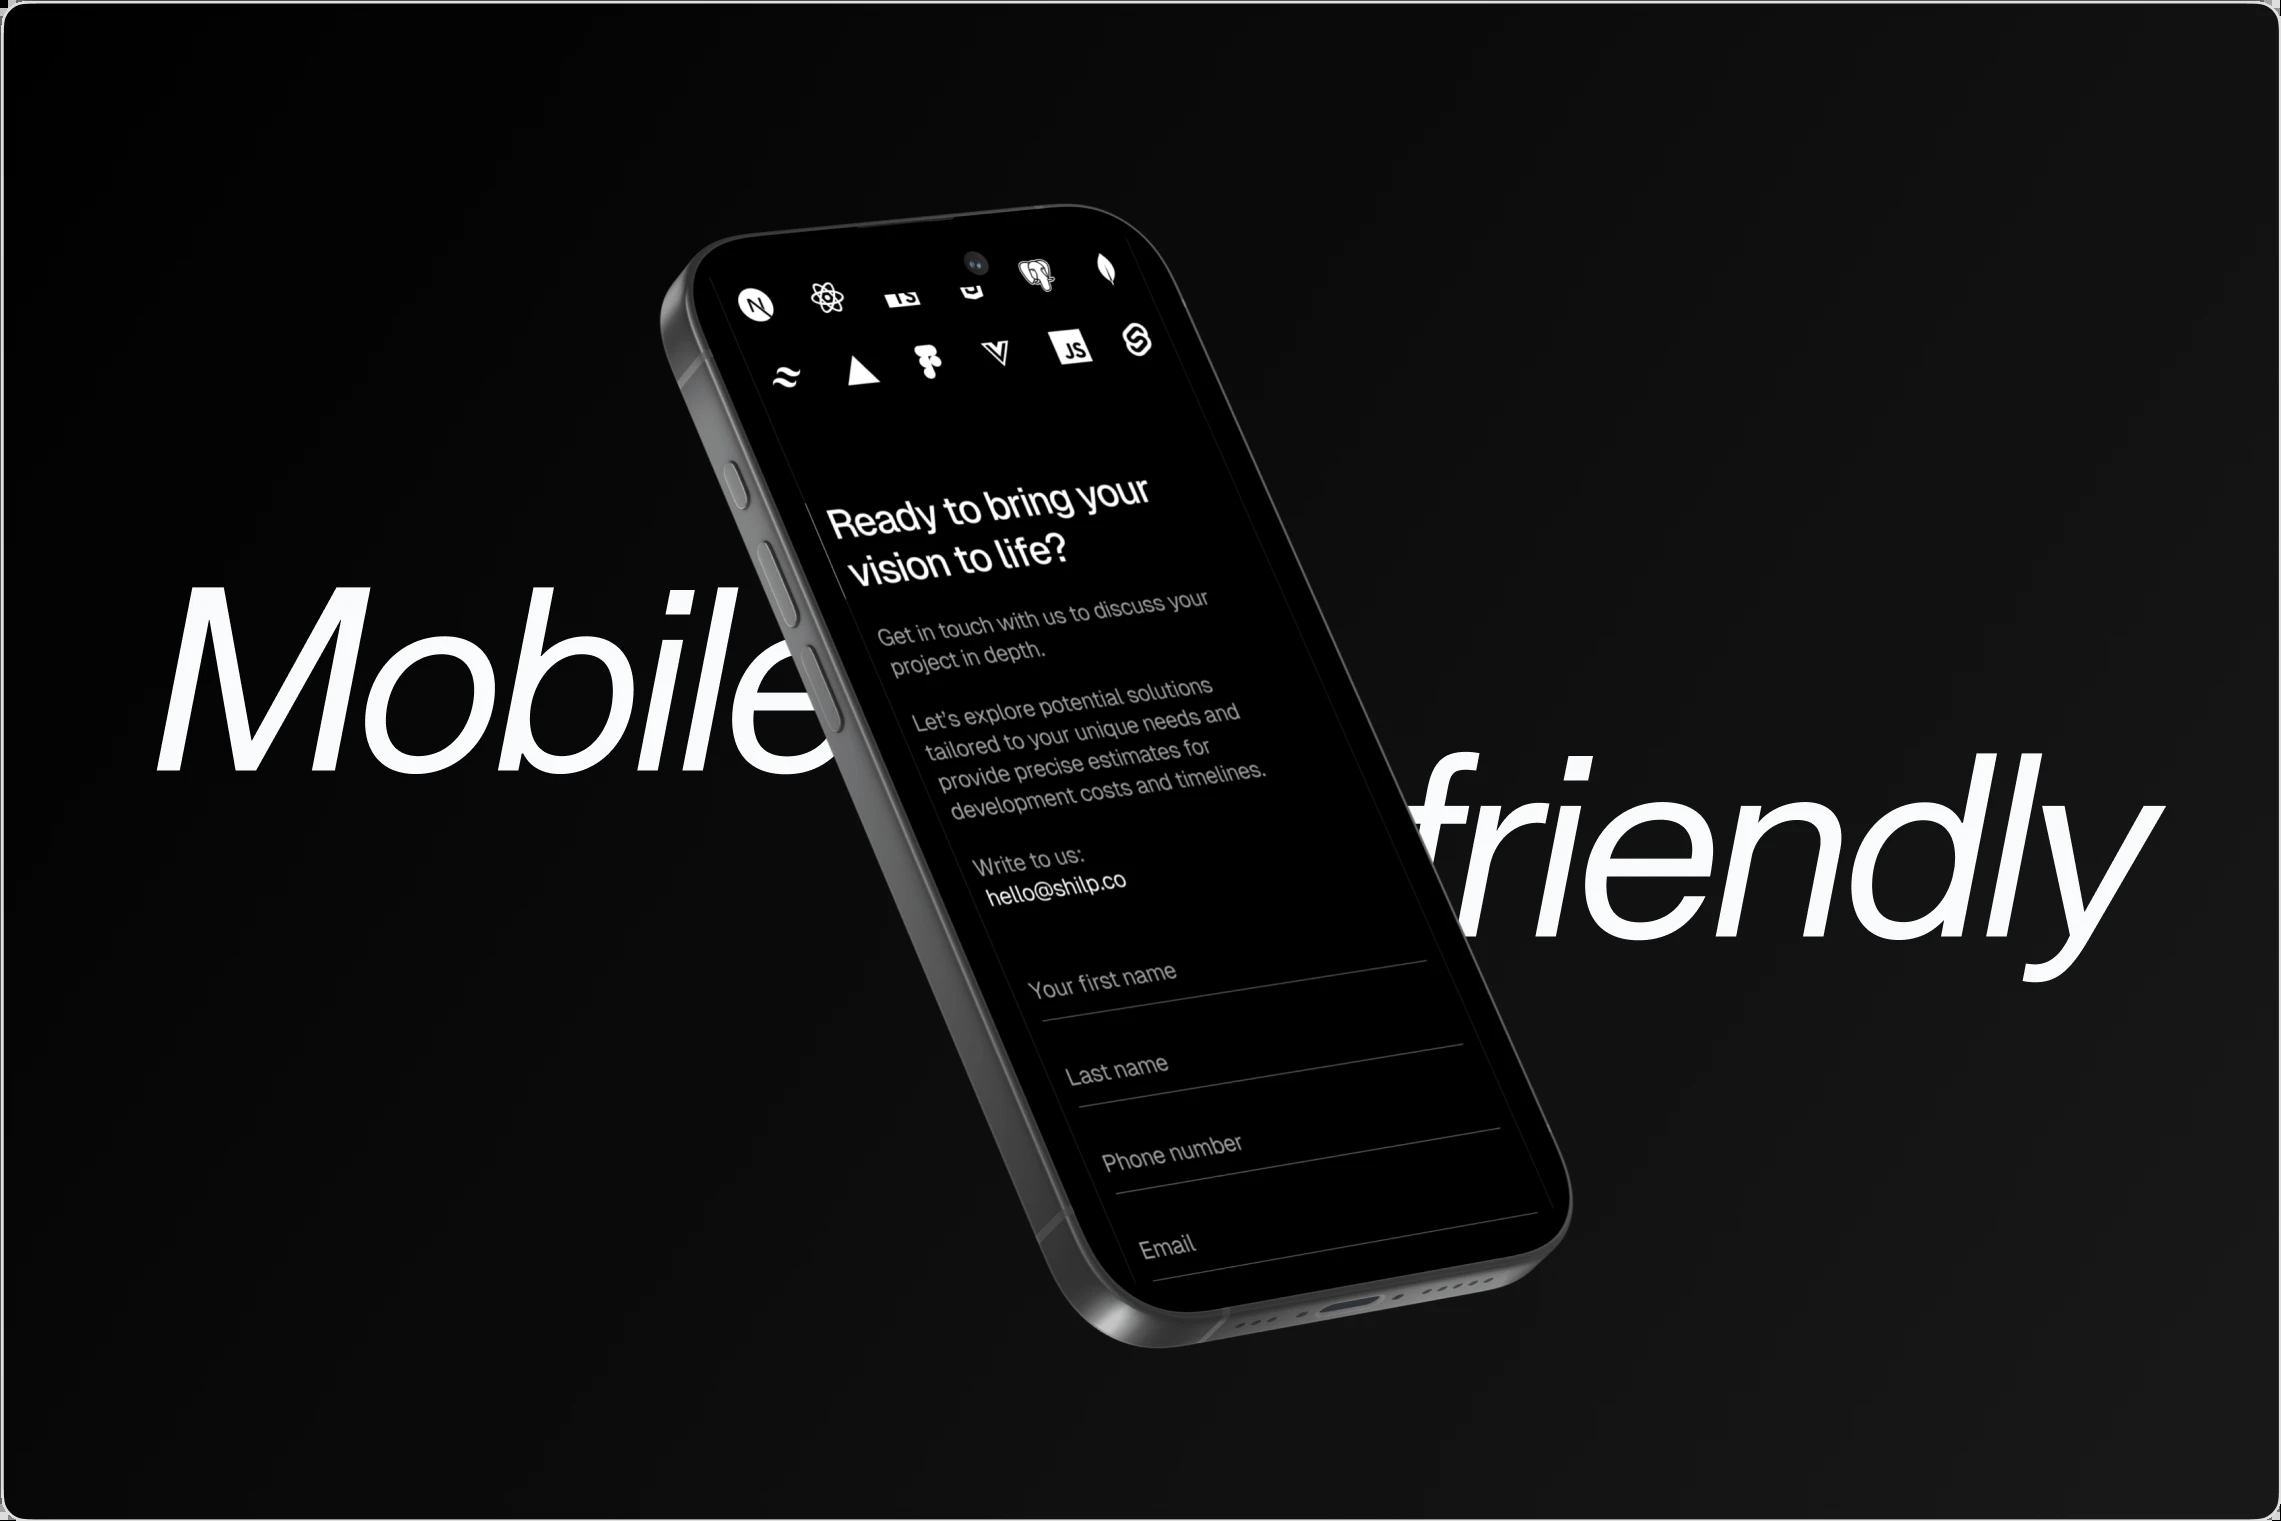 N
TS
JS
Ready to bring your
vision to life?
Get in touch with us to discuss your
project in depth.
Let's explore potential solutions
tailored to your unique needs and
provide precise estimates for
development costs and timelines.
Write to us:
hello@shilp.co
Your first name
Last name
Phone number
Email
Mobile
friendly